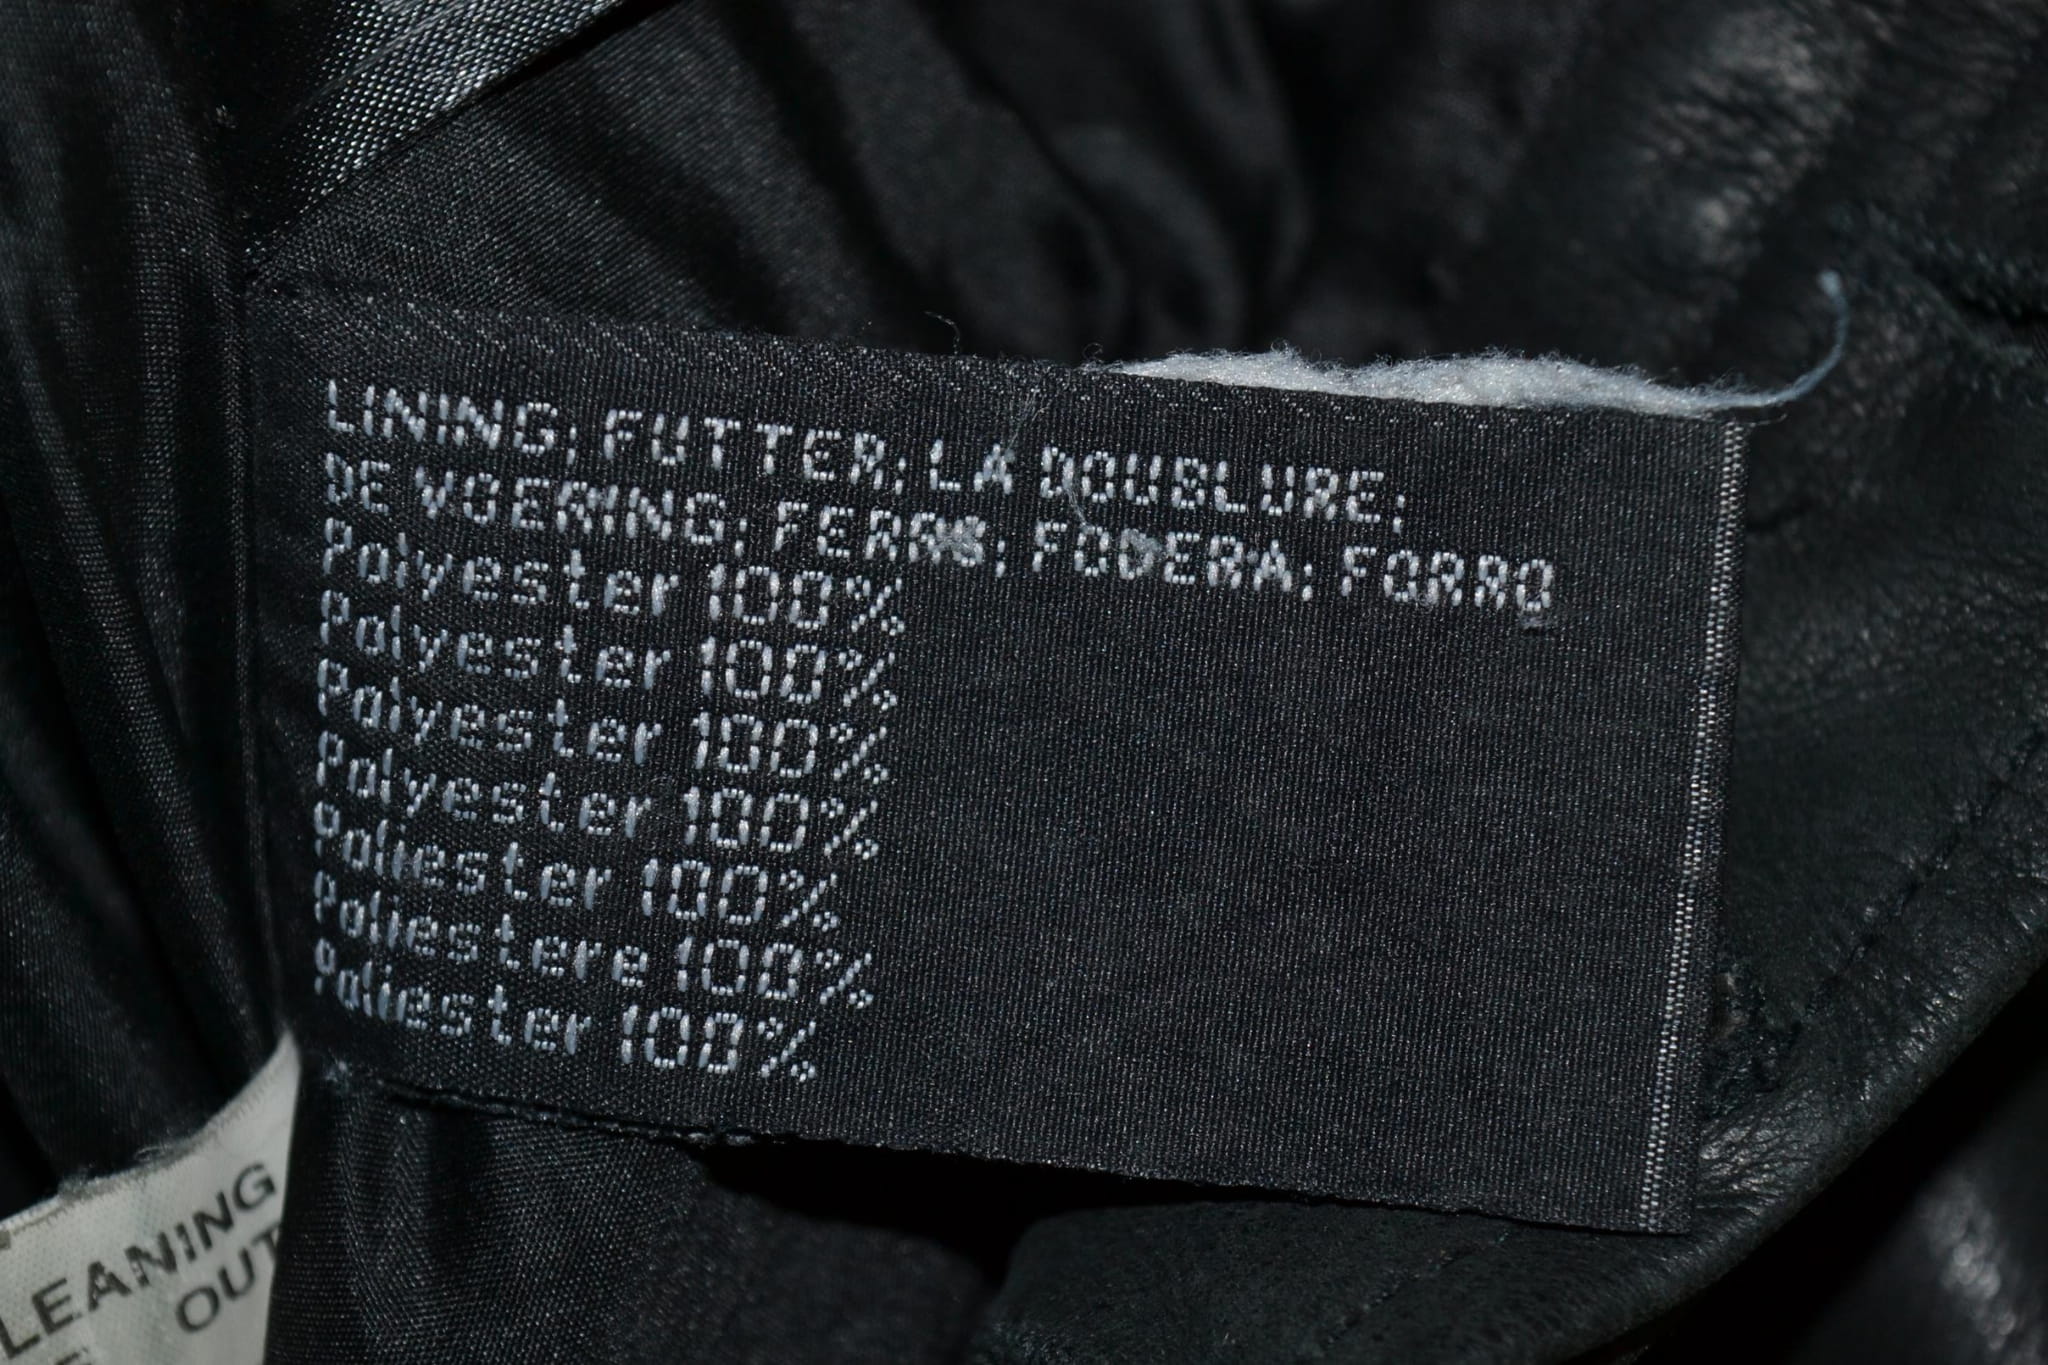 LINING; FUTTER; LA DOUBLURE;
DE VOERING; FERRO; FODERA; FORRO
Polyester 100%
Polyester 100%
Polyester 100%
Polyester 100%
Poliester 100%
Poliestere 100%
Poliester 100%
LEANING
OUT